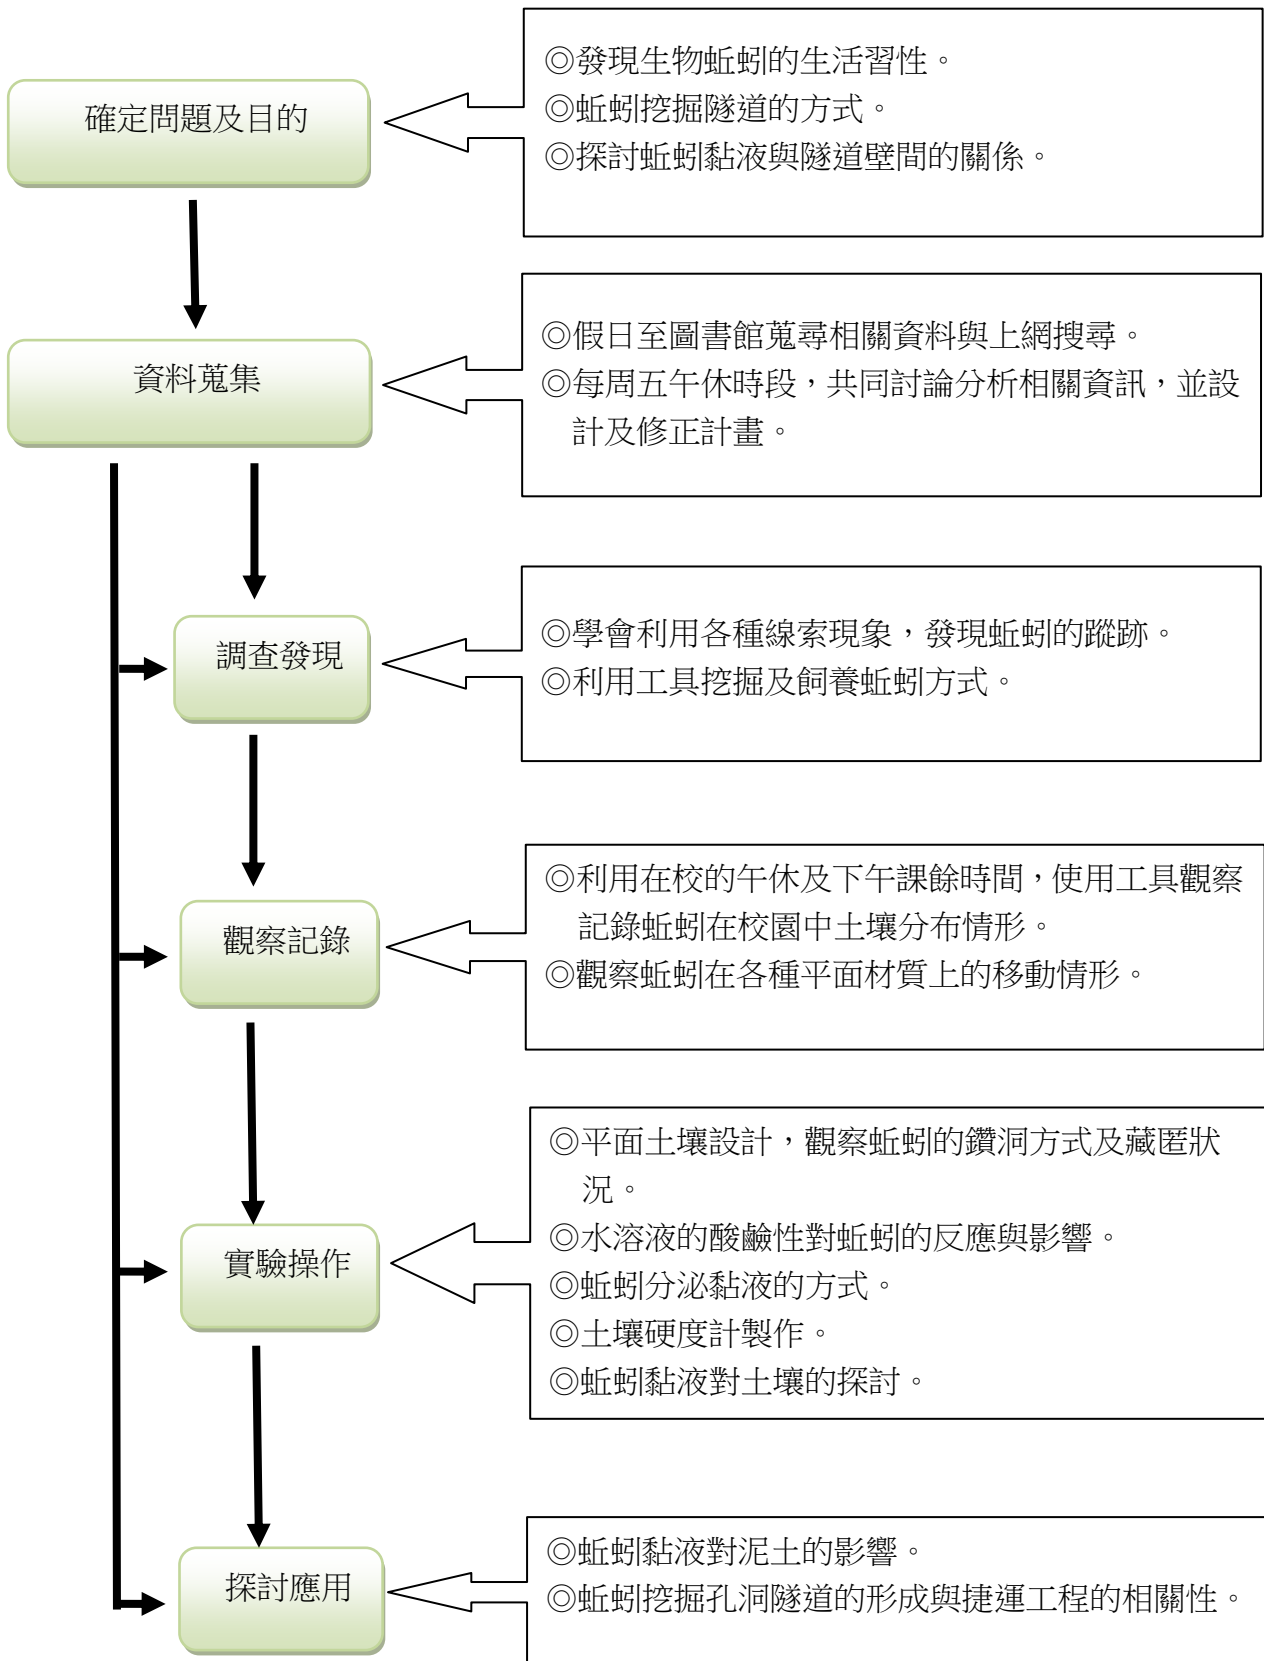 確定問題及目的
◎發現生物蚯蚓的生活習性。
◎蚯蚓挖掘隧道的方式。
◎探討蚯蚓黏液與隧道壁間的關係。
資料蒐集
◎假日至圖書館蒐尋相關資料與上網搜尋。
◎每周五午休時段，共同討論分析相關資訊，並設
計及修正計畫。
調查發現
◎學會利用各種線索現象，發現蚯蚓的蹤跡。
◎利用工具挖掘及飼養蚯蚓方式。
觀察記錄
◎利用在校的午休及下午課餘時間，使用工具觀察
記錄蚯蚓在校園中土壤分布情形。
◎觀察蚯蚓在各種平面材質上的移動情形。
實驗操作
◎平面土壤設計，觀察蚯蚓的鑽洞方式及藏匿狀
況。
◎水溶液的酸鹼性對蚯蚓的反應與影響。
◎蚯蚓分泌黏液的方式。
◎土壤硬度計製作。
◎蚯蚓黏液對土壤的探討。
探討應用
◎蚯蚓黏液對泥土的影響。
◎蚯蚓挖掘孔洞隧道的形成與捷運工程的相關性。